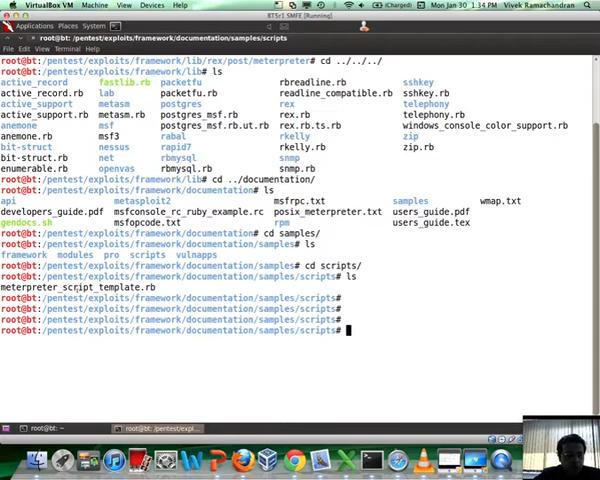 VirtualBox VM Machine Devices Help (Charged) Mon Jan 30 1:34 PM Vivek Ramachandran
BT5r1 SMFE [Running]
Applications Places System
root@bt: /pentest/exploits/framework/documentation/samples/scripts
File Edit View Terminal Help
root@bt:/pentest/exploits/framework/lib/rex/post/meterpreter# cd ../../../
root@bt:/pentest/exploits/framework/lib# ls
active_record fastlib.rb packetfu rbreadline.rb sshkey
active_record.rb lab packetfu.rb readline_compatible.rb sshkey.rb
active_support metasm postgres rex telephony
active_support.rb metasm.rb postgres_msf.rb rex.rb telephony.rb
anemone msf postgres_msf.rb.ut.rb rex.rb.ts.rb windows_console_color_support.rb
anemone.rb msf3 rabal rkelly zip
bit-struct nessus rapid7 rkelly.rb zip.rb
bit-struct.rb net rbmysql snmp
enumerable.rb openvas rbmysql.rb snmp.rb
root@bt:/pentest/exploits/framework/lib# cd ../documentation/
root@bt:/pentest/exploits/framework/documentation# ls
api metasploit2 msfrpc.txt samples wmap.txt
developers_guide.pdf msfconsole_rc_ruby_example.rc posix_meterpreter.txt users_guide.pdf
gendocs.sh msfopcode.txt rpm users_guide.tex
root@bt:/pentest/exploits/framework/documentation# cd samples/
root@bt:/pentest/exploits/framework/documentation/samples# ls
framework modules pro scripts vulnapps
root@bt:/pentest/exploits/framework/documentation/samples# cd scripts/
root@bt:/pentest/exploits/framework/documentation/samples/scripts# ls
meterpreter_script_template.rb
root@bt:/pentest/exploits/framework/documentation/samples/scripts#
root@bt:/pentest/exploits/framework/documentation/samples/scripts#
root@bt:/pentest/exploits/framework/documentation/samples/scripts#
root@bt:/pentest/exploits/framework/documentation/samples/scripts#
root@bt: ~ root@bt: /pentest/expl...